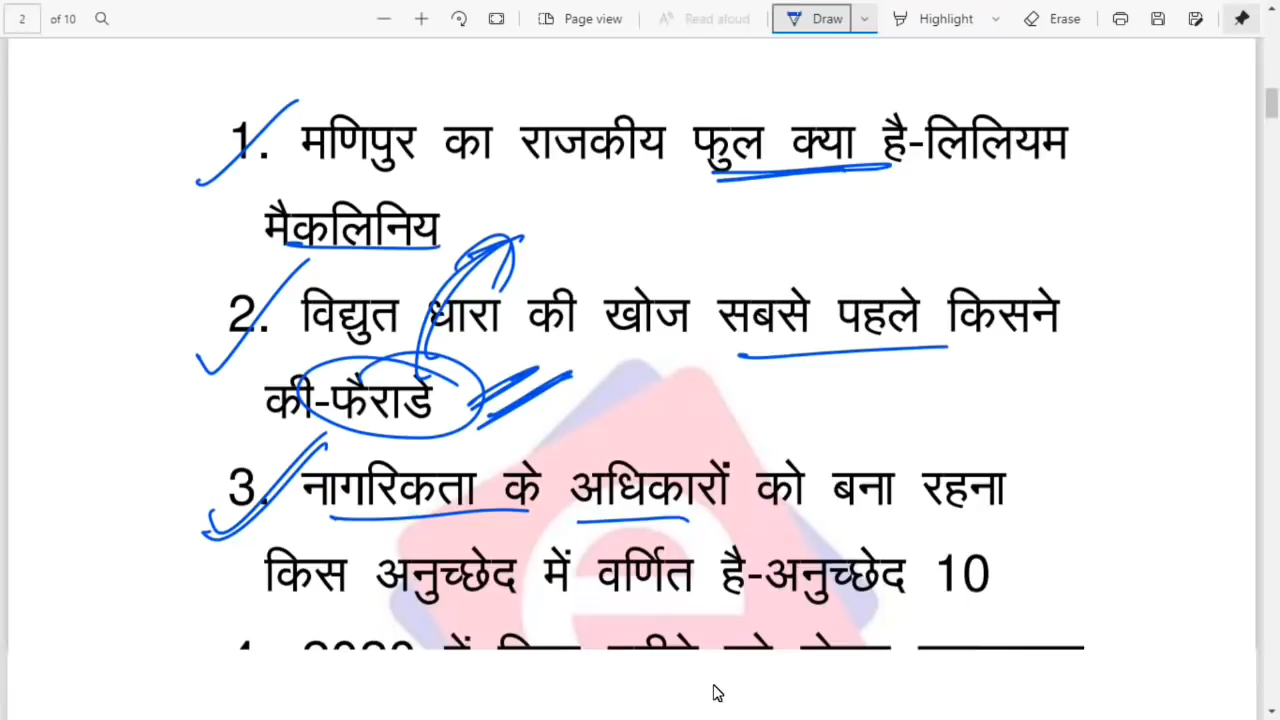 2 of 10 Page view Read aloud Draw Highlight Erase
1. मणिपुर का राजकीय फुल क्या है-लिलियम
मैकलिनिय
2. विद्युत धारा की खोज सबसे पहले किसने
की-फैराडे
3. नागरिकता के अधिकारों को बना रहना
किस अनुच्छेद में वर्णित है-अनुच्छेद 10